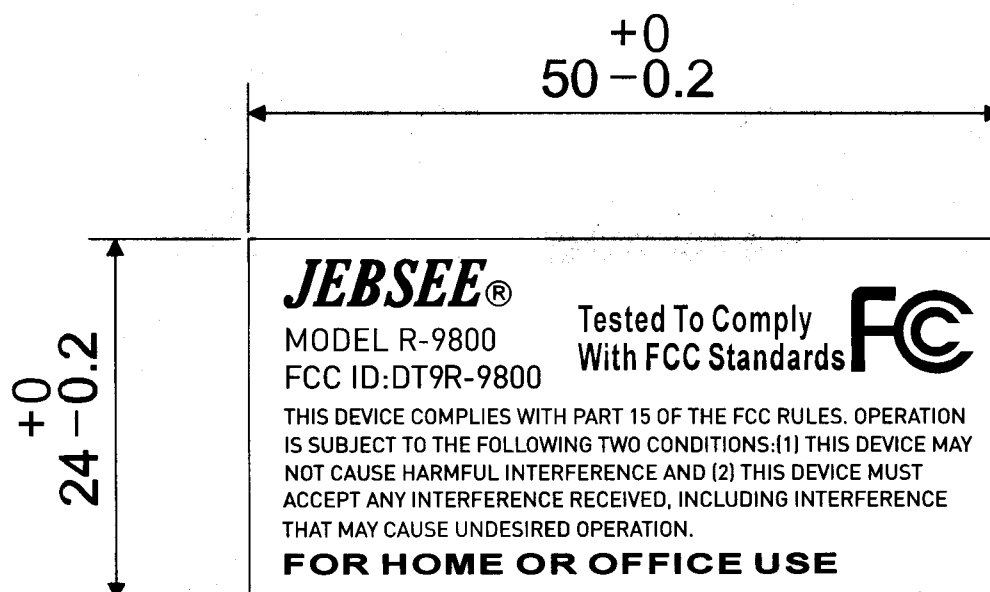 +0
50 -0.2
+0
24 -0.2
JEBSEE®
MODEL R-9800
FCC ID:DT9R-9800
Tested To Comply
With FCC Standards
FC
THIS DEVICE COMPLIES WITH PART 15 OF THE FCC RULES. OPERATION
IS SUBJECT TO THE FOLLOWING TWO CONDITIONS:(1) THIS DEVICE MAY
NOT CAUSE HARMFUL INTERFERENCE AND (2) THIS DEVICE MUST
ACCEPT ANY INTERFERENCE RECEIVED, INCLUDING INTERFERENCE
THAT MAY CAUSE UNDESIRED OPERATION.
FOR HOME OR OFFICE USE